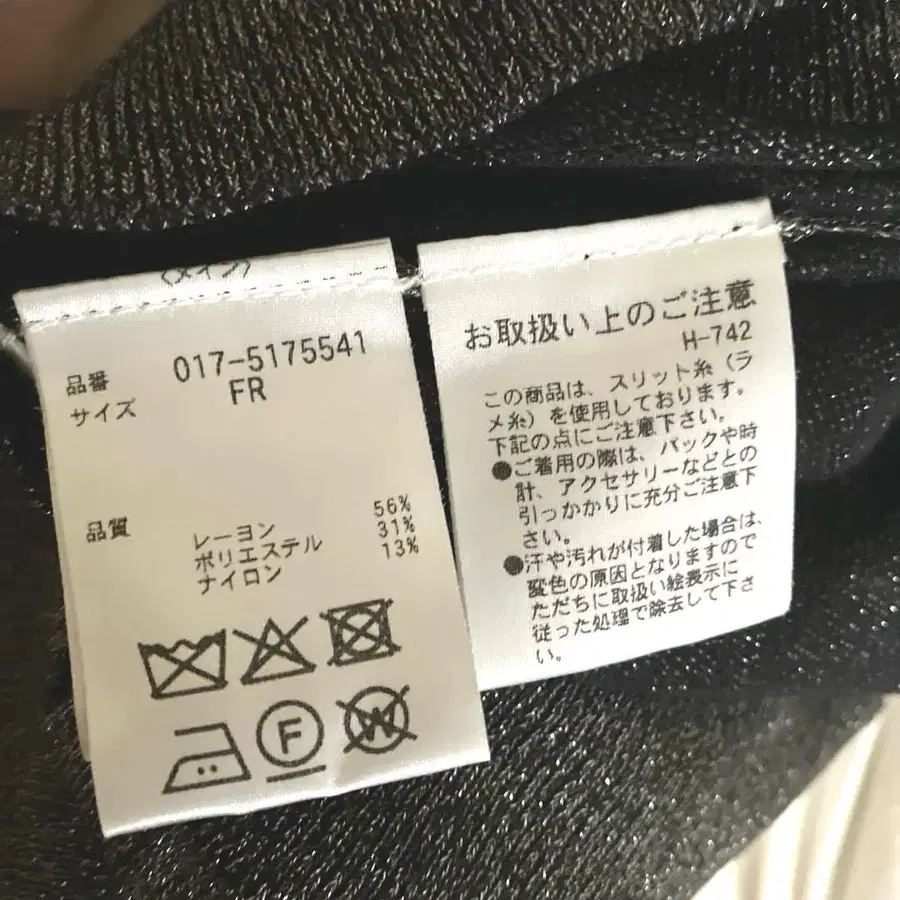 (メイン)
品番 017-5175541
サイズ FR
品質
レーヨン 56%
ポリエステル 31%
ナイロン 13%
F
W
お取扱い上のご注意
H-742
この商品は、スリット糸(ラ
メ糸)を使用しております。
下記の点にご注意下さい。
●ご着用の際は、バックや時
計、アクセサリーなどとの
引っかかりに充分ご注意下
さい。
●汗や汚れが付着した場合は、
変色の原因となりますので
ただちに取扱い絵表示に
従った処理で除去して下さ
い。